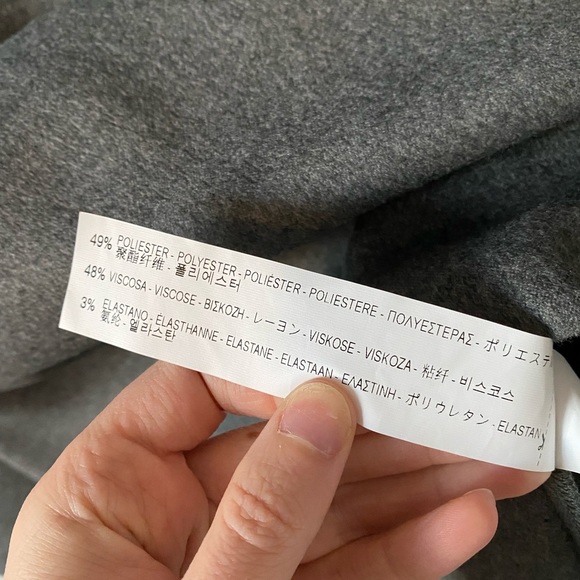 49% POLIESTER - POLYESTER - POLIÉSTER - POLIESTERE - ΠΟΛΥΕΣΤΕΡΑΣ - ポリエステ
聚酯纤维 - 폴리에스터
48% VISCOSA - VISCOSE - ΒΙΣΚΟΖΗ - レーヨン - VISKOSE - VISKOZA - 粘纤 - 비스코스
3% ELASTANO - ÉLASTHANNE - ELASTANE - ELASTAAN - ΕΛΑΣΤΙΝΗ - ポリウレタン - ELASTAN
氨纶 - 엘라스탄